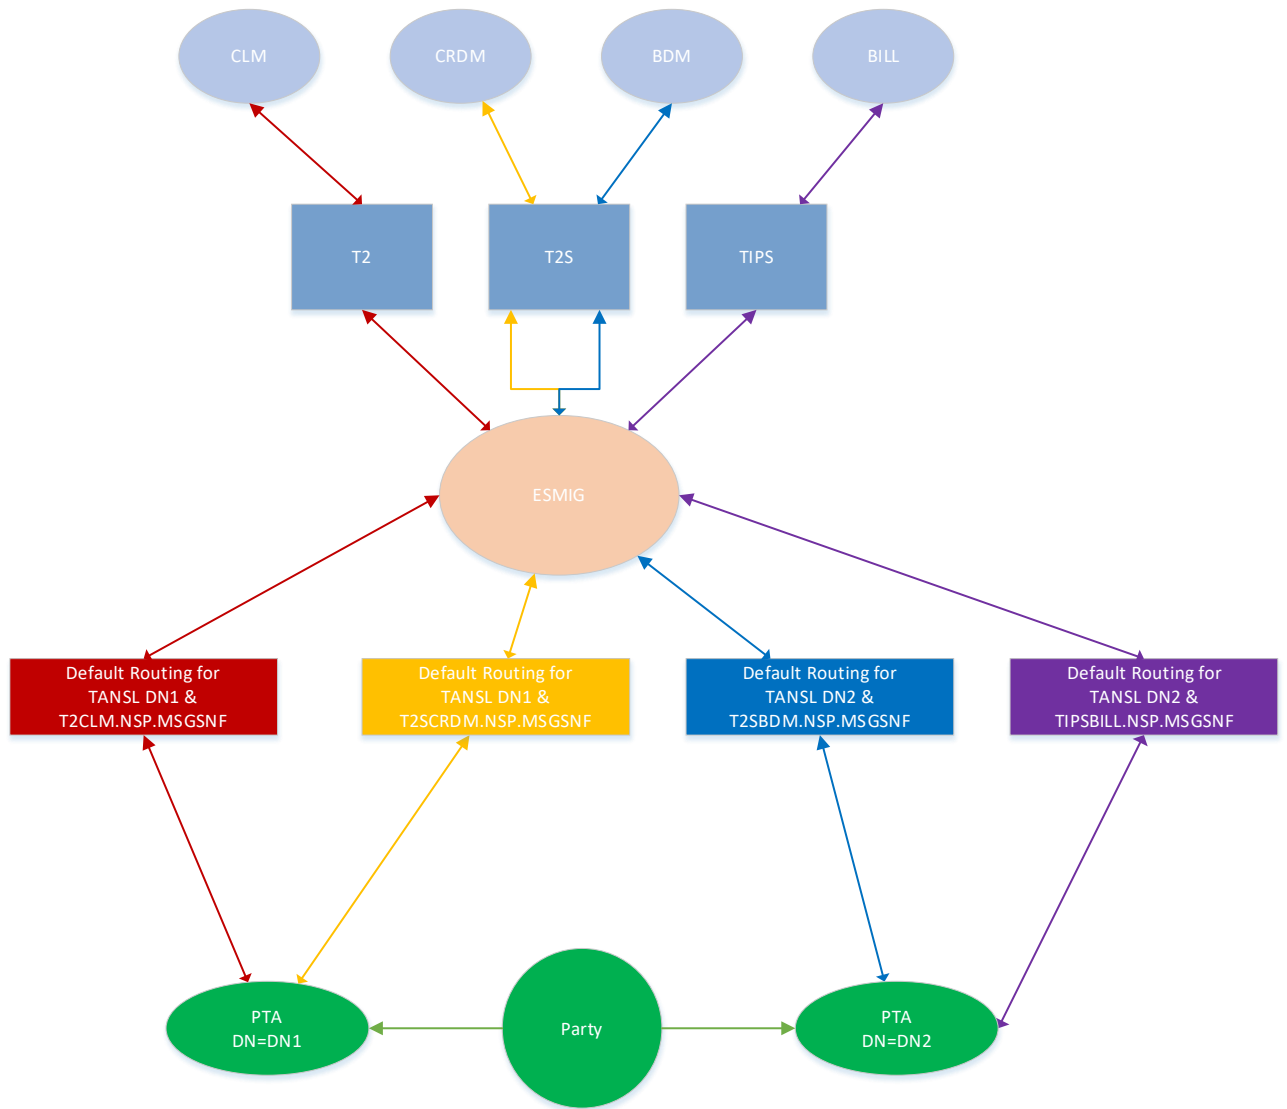 CLM
CRDM
BDM
BILL
T2
T2S
TIPS
ESMIG
Default Routing for
TANSL DN1 &
T2CLM.NSP.MSGSNF
Default Routing for
TANSL DN1 &
T2SCRDM.NSP.MSGSNF
Default Routing for
TANSL DN2 &
T2SBDM.NSP.MSGSNF
Default Routing for
TANSL DN2 &
TIPSBILL.NSP.MSGSNF
PTA
DN=DN1
Party
PTA
DN=DN2